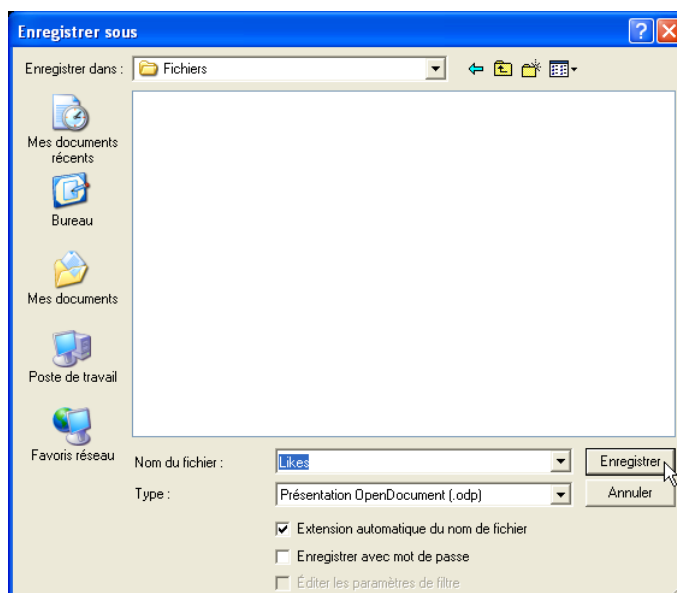 Enregistrer sous
Enregistrer dans :
Fichiers
Mes documents
récents
Bureau
Mes documents
Poste de travail
Favoris réseau
Nom du fichier :
Likes
Enregistrer
Type :
Présentation OpenDocument (.odp)
Annuler
Extension automatique du nom de fichier
Enregistrer avec mot de passe
Éditer les paramètres de filtre